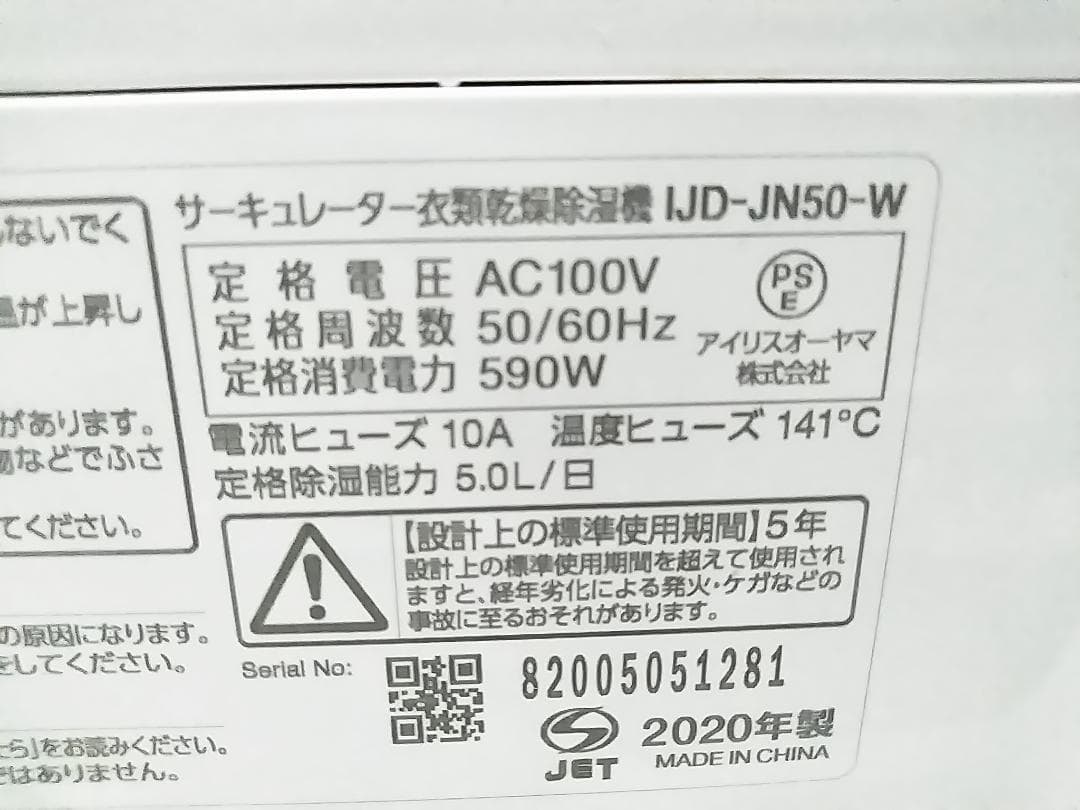 サーキュレーター衣類乾燥除湿機 IJD-JN50-W
ないでく
が上昇し
があります。
などでふさ
てください。
の原因になります。
をしてください。
」をお読みください。
ではありません。
定格電圧 AC100V
定格周波数 50/60Hz
定格消費電力 590W
PS
E
アイリスオーヤマ
株式会社
電流ヒューズ 10A 温度ヒューズ 141℃
定格除湿能力 5.0L/日
【設計上の標準使用期間】5年
設計上の標準使用期間を超えて使用され
ますと、経年劣化による発火・ケガなどの
事故に至るおそれがあります。
Serial No:
82005051281
JET
2020年製
MADE IN CHINA